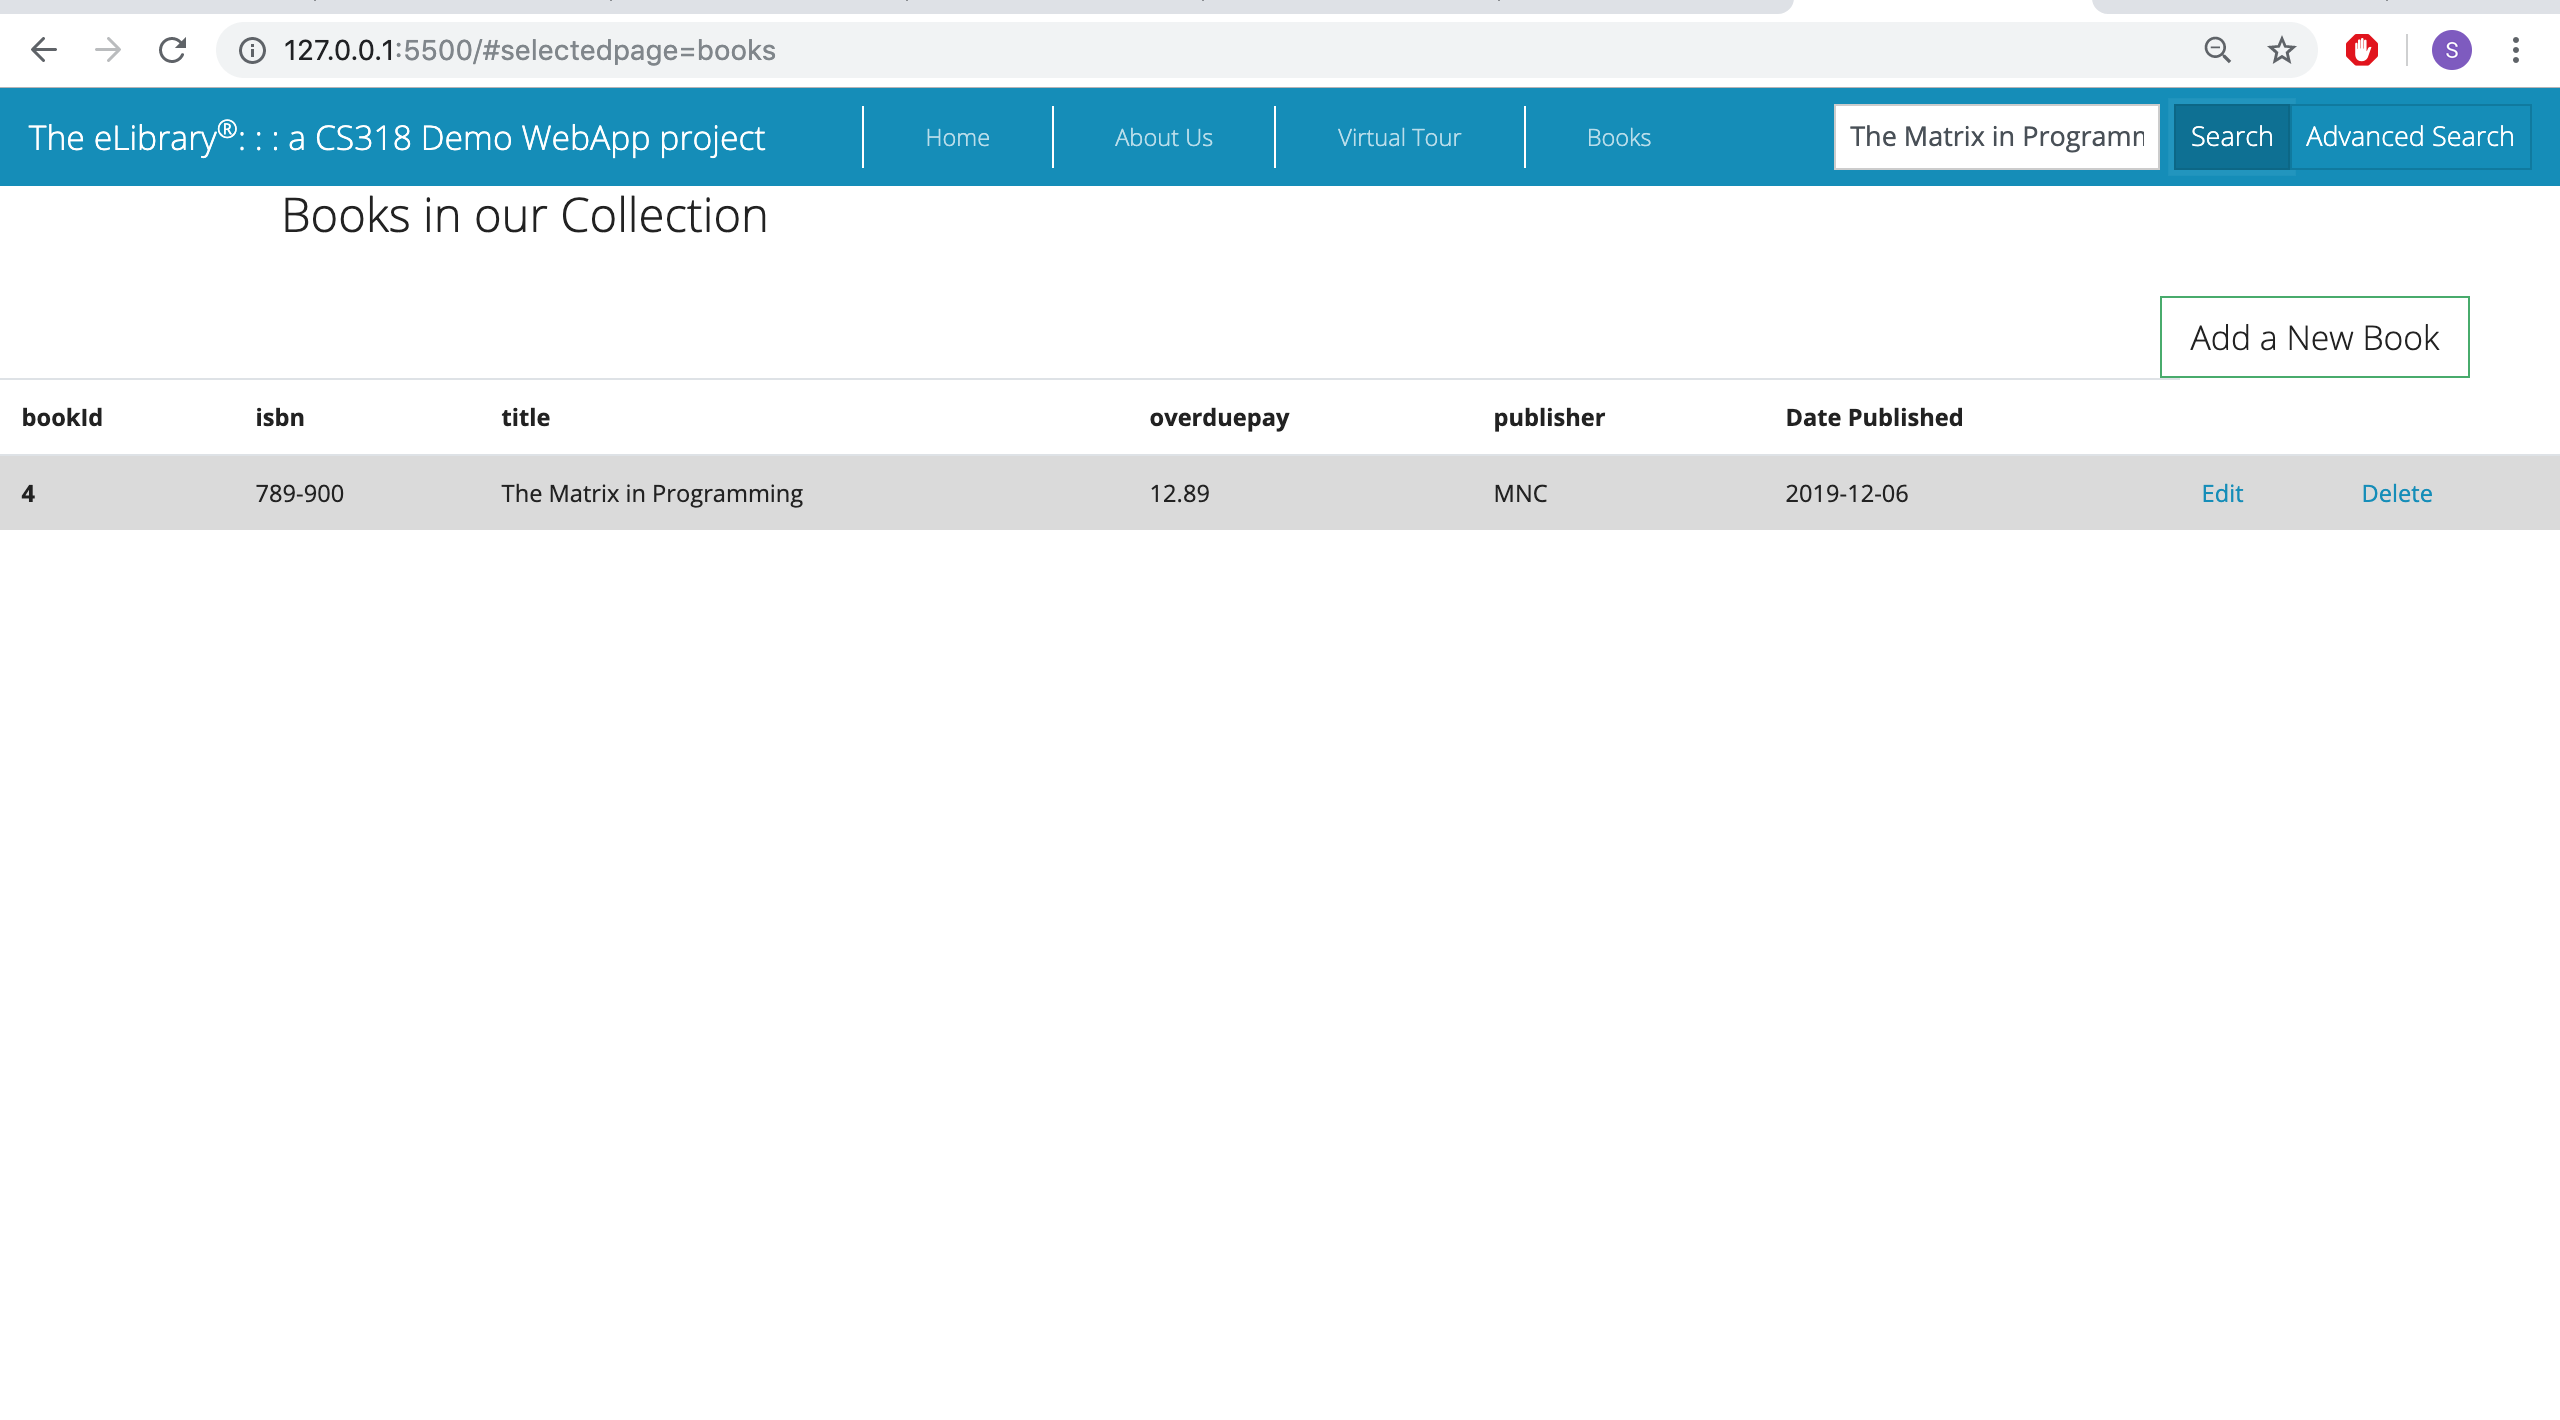 127.0.0.1:5500/#selectedpage=books
S
The eLibrary®: : : a CS318 Demo WebApp project Home About Us Virtual Tour Books The Matrix in Programm Search Advanced Search
Books in our Collection
Add a New Book
bookId isbn title overduepay publisher Date Published
4 789-900 The Matrix in Programming 12.89 MNC 2019-12-06 Edit Delete